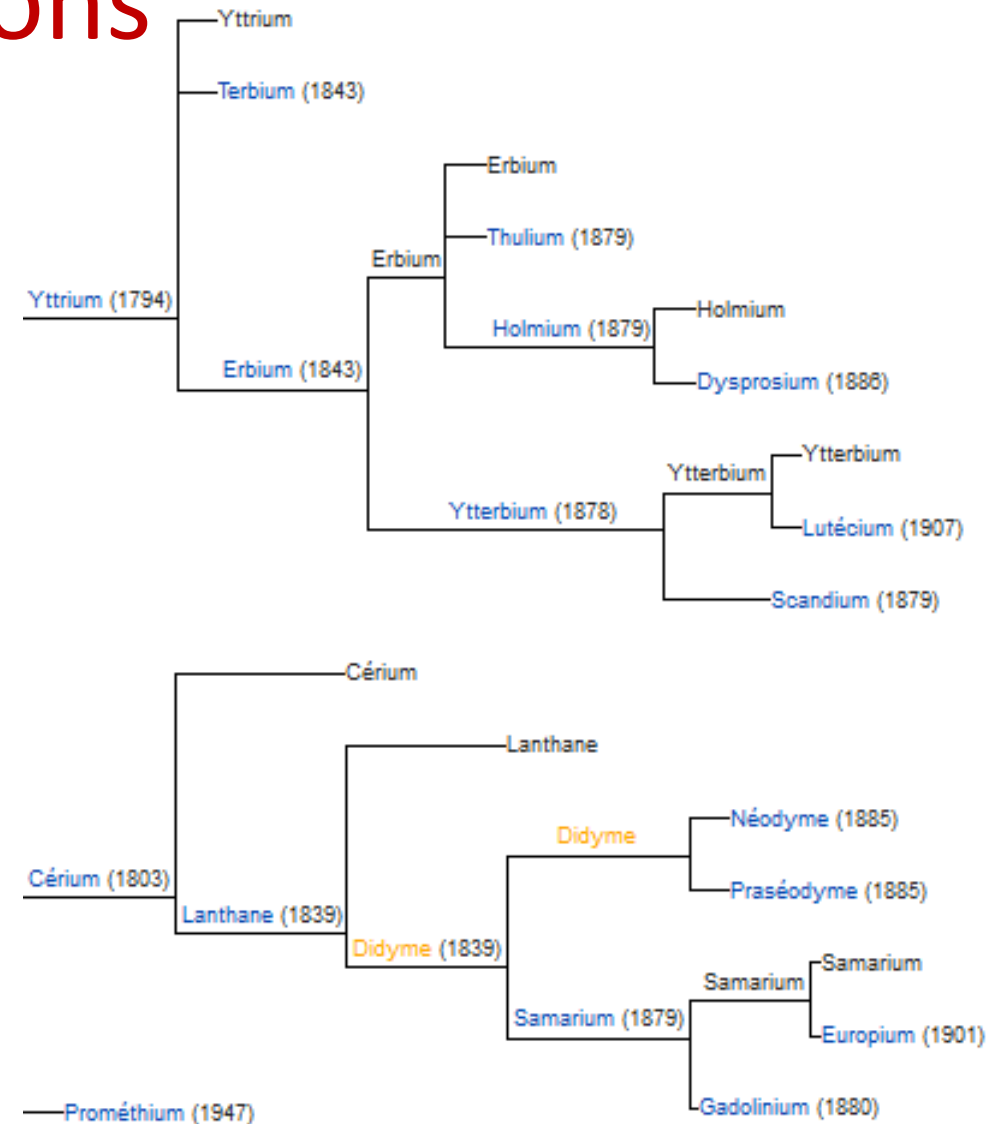 ons
Yttrium
Terbium (1843)
Erbium
Thulium (1879)
Erbium
Yttrium (1794)
Holmium
Holmium (1879)
Erbium (1843)
Dysprosium (1886)
Ytterbium
Ytterbium
Ytterbium (1878)
Lutécium (1907)
Scandium (1879)
Cérium
Lanthane
Néodyme (1885)
Didyme
Cérium (1803)
Praséodyme (1885)
Lanthane (1839)
Didyme (1839)
Samarium
Samarium
Samarium (1879)
Europium (1901)
Gadolinium (1880)
Prométhium (1947)